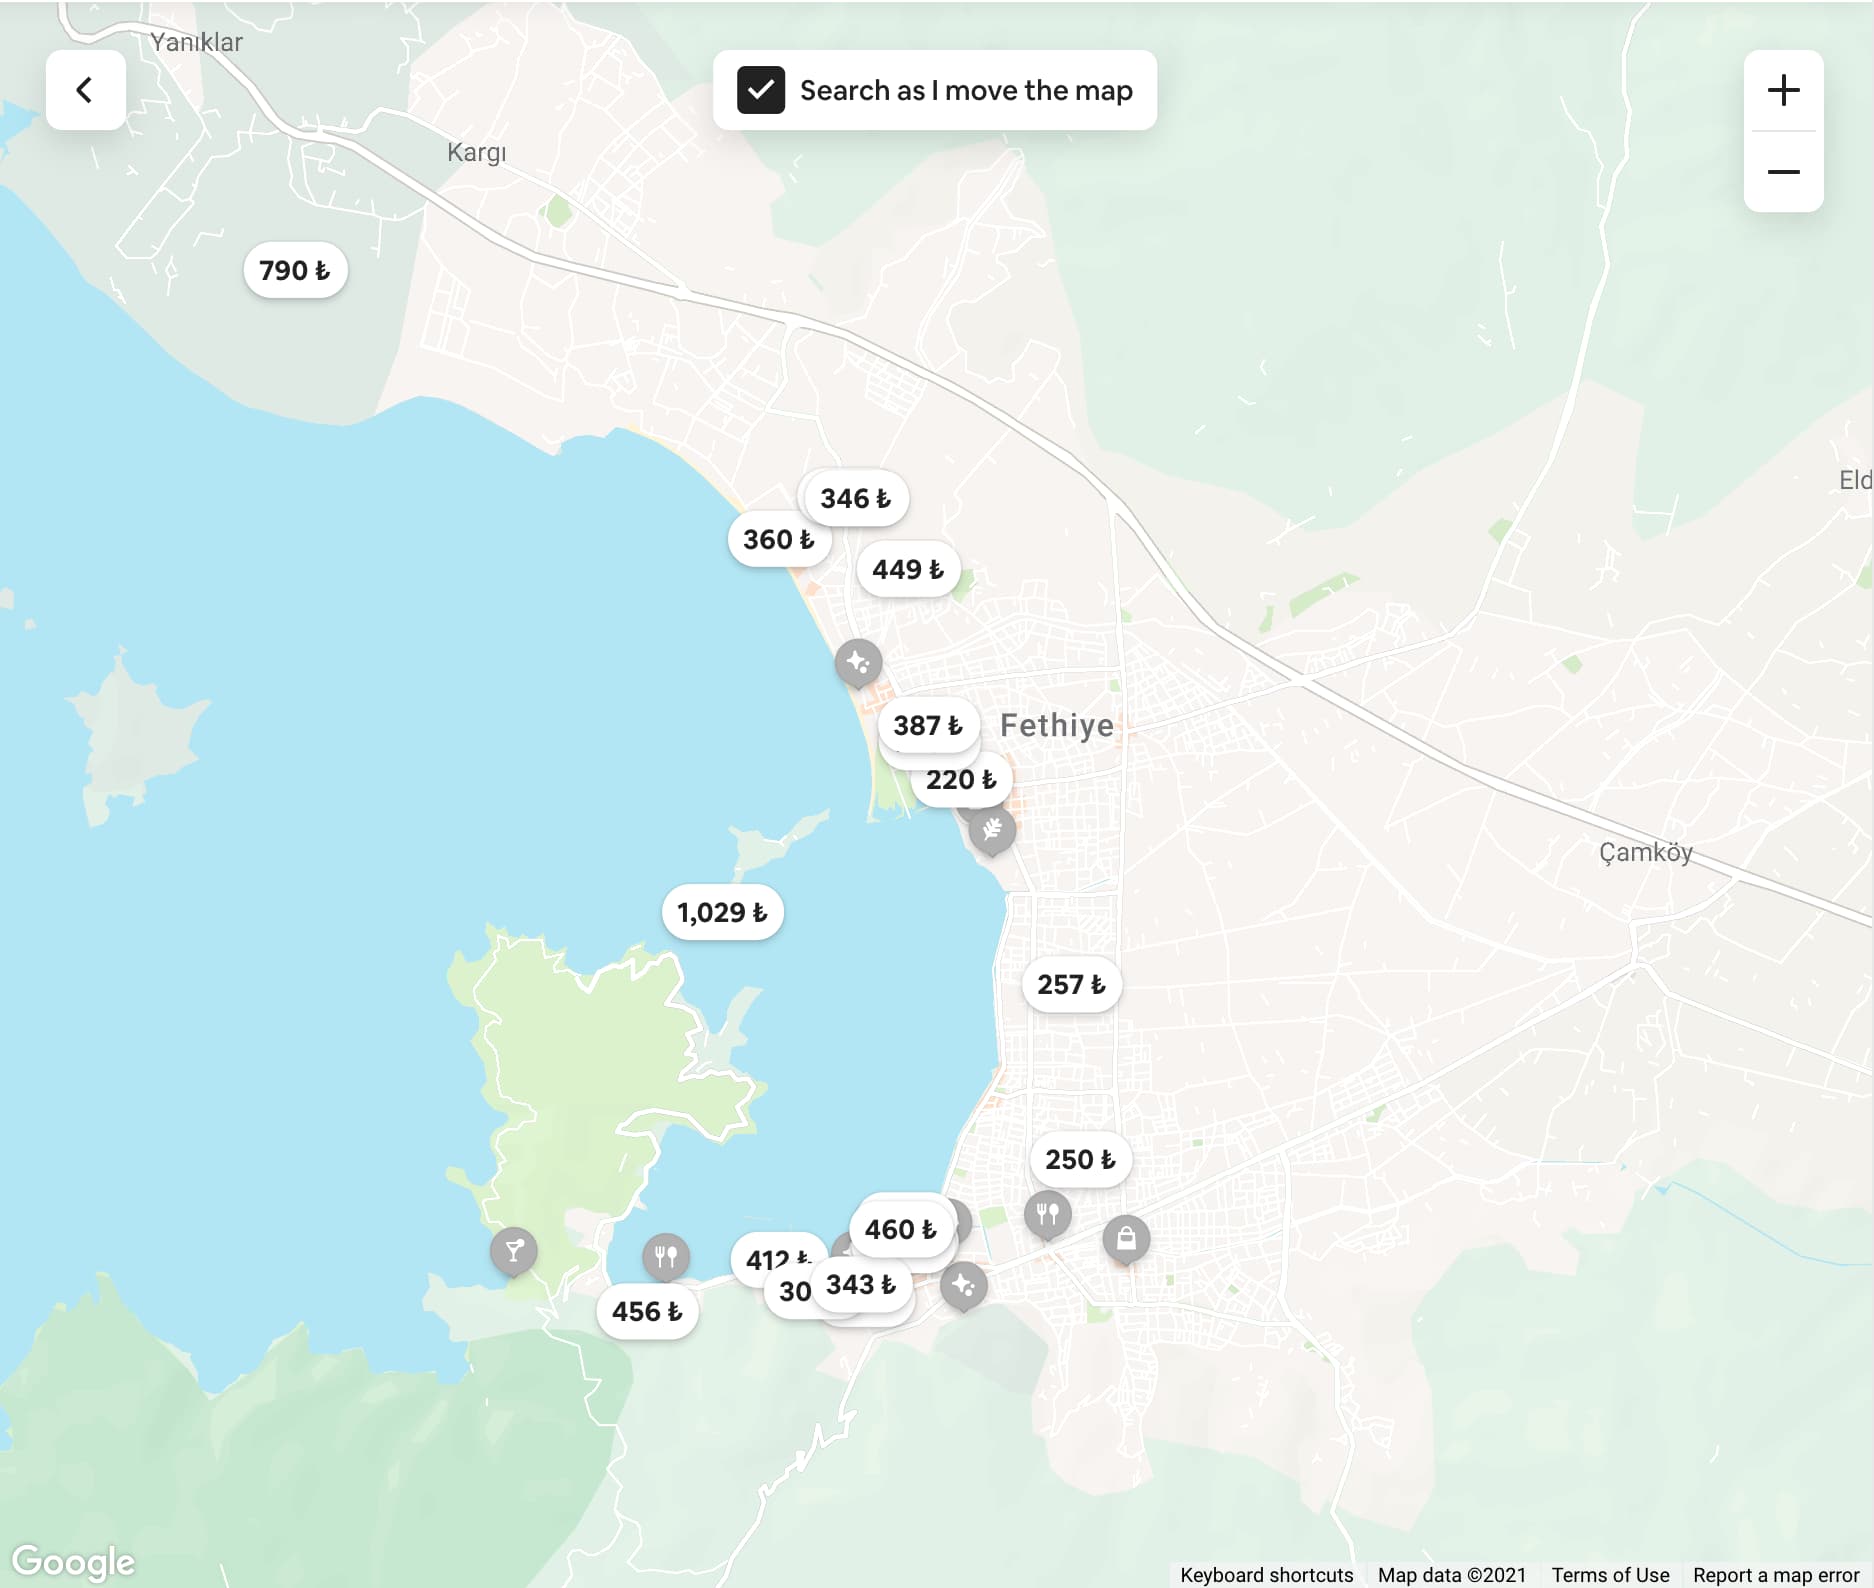 Yanıklar
Search as I move the map
Kargı
790 ₺
Eld
346 ₺
360 ₺
449 ₺
387 ₺
Fethiye
220 ₺
Çamköy
1,029 ₺
257 ₺
250 ₺
460 ₺
412 ₺
30
343 ₺
456 ₺
Google
Keyboard shortcuts
Map data ©2021
Terms of Use
Report a map error